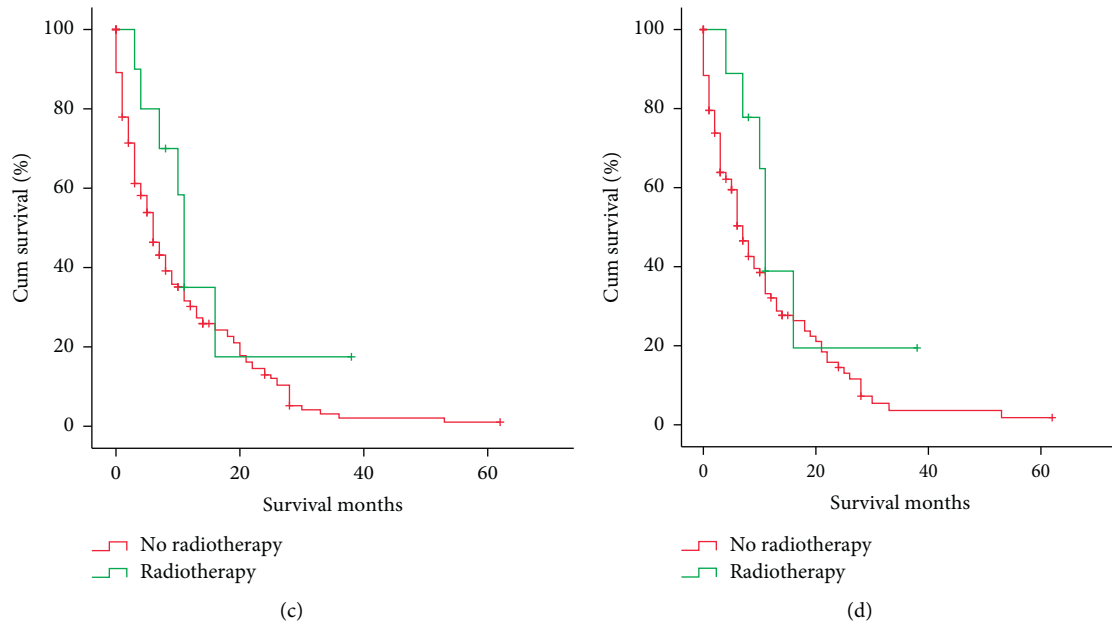 100
80
60
40
20
0
Cum survival (%)
0 20 40 60
Survival months
No radiotherapy
Radiotherapy
(c)
100
80
60
40
20
0
Cum survival (%)
0 20 40 60
Survival months
No radiotherapy
Radiotherapy
(d)